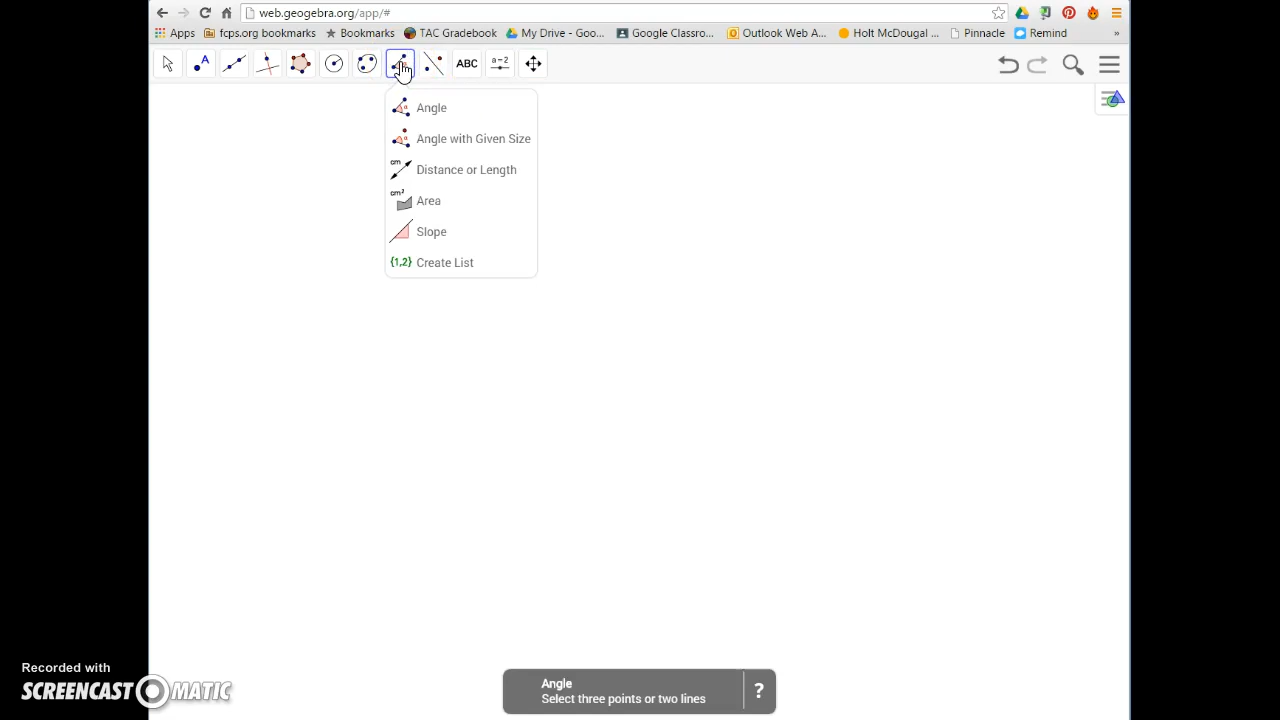 web.geogebra.org/app/#
Apps fcps.org bookmarks Bookmarks TAC Gradebook My Drive - Goo... Google Classro... Outlook Web A... Holt McDougal ... Pinnacle Remind »
A ABC a=2
Angle
Angle with Given Size
cm Distance or Length
cm² Area
Slope
{1,2} Create List
Angle
Select three points or two lines
?
Recorded with
SCREENCAST O MATIC